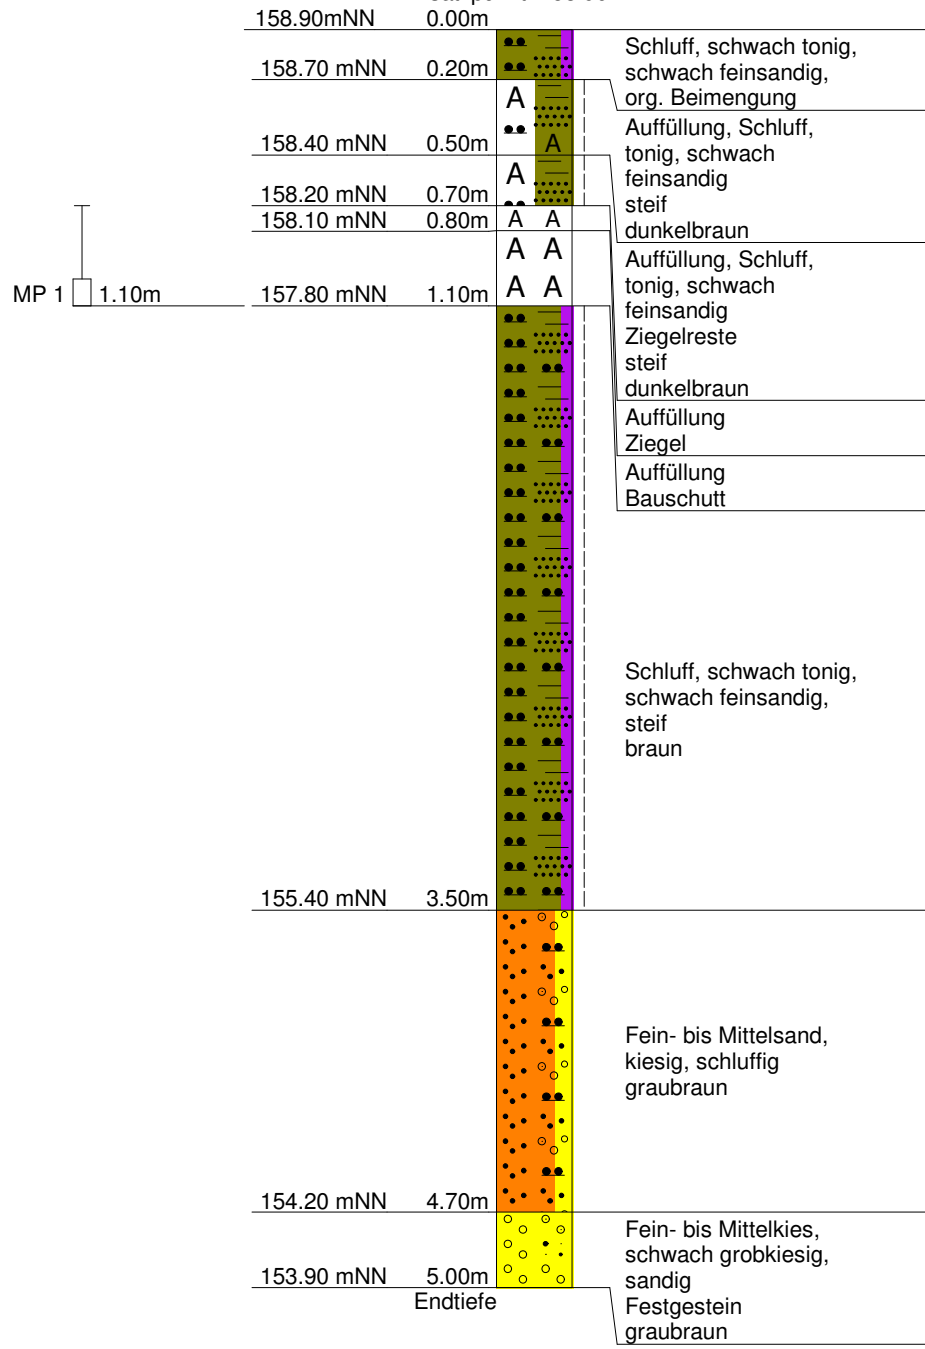 158.90mNN 0.00m
Schluff, schwach tonig,
schwach feinsandig,
org. Beimengung
158.70 mNN 0.20m
A
Auffüllung, Schluff,
tonig, schwach
feinsandig
steif
dunkelbraun
158.40 mNN 0.50m
A
A
158.20 mNN 0.70m
A A
158.10 mNN 0.80m
A A
A A
Auffüllung, Schluff,
tonig, schwach
feinsandig
Ziegelreste
steif
dunkelbraun
MP 1 1.10m
157.80 mNN 1.10m
Auffüllung
Ziegel
Auffüllung
Bauschutt
Schluff, schwach tonig,
schwach feinsandig,
steif
braun
155.40 mNN 3.50m
Fein- bis Mittelsand,
kiesig, schluffig
graubraun
154.20 mNN 4.70m
Fein- bis Mittelkies,
schwach grobkiesig,
sandig
Festgestein
graubraun
153.90 mNN 5.00m
Endtiefe